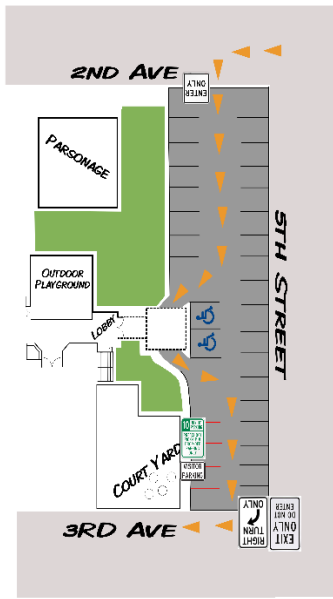 2ND AVE
ENTER
ONLY
PARSONAGE
5TH STREET
OUTDOOR
PLAYGROUND
LOBBY
10
VISITOR
PARKING
COURT YARD
3RD AVE
RIGHT
TURN
ONLY
EXIT
ONLY
DO NOT
ENTER